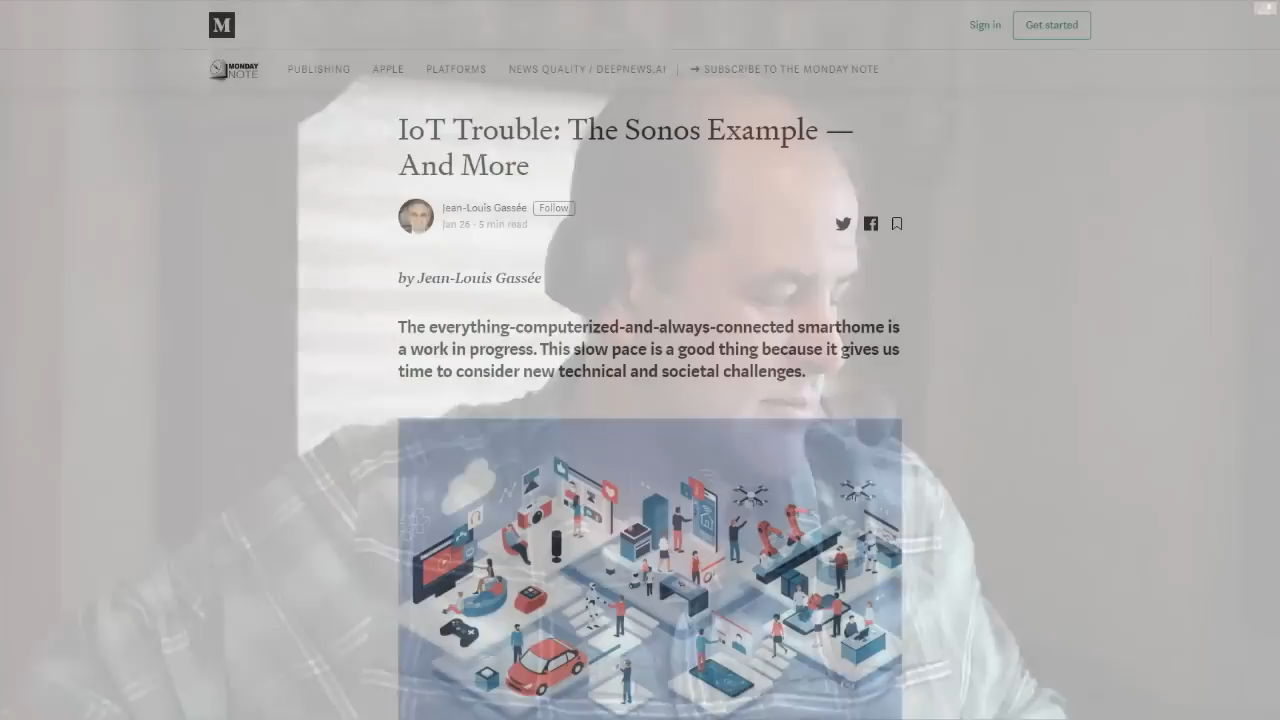 M
Sign in
Get started
MONDAY NOTE
PUBLISHING
APPLE
PLATFORMS
NEWS QUALITY / DEEPNEWS.AI
→ SUBSCRIBE TO THE MONDAY NOTE
IoT Trouble: The Sonos Example —
And More
Jean-Louis Gassée
Follow
Jan 26 · 5 min read
by Jean-Louis Gassée
The everything-computerized-and-always-connected smarthome is
a work in progress. This slow pace is a good thing because it gives us
time to consider new technical and societal challenges.